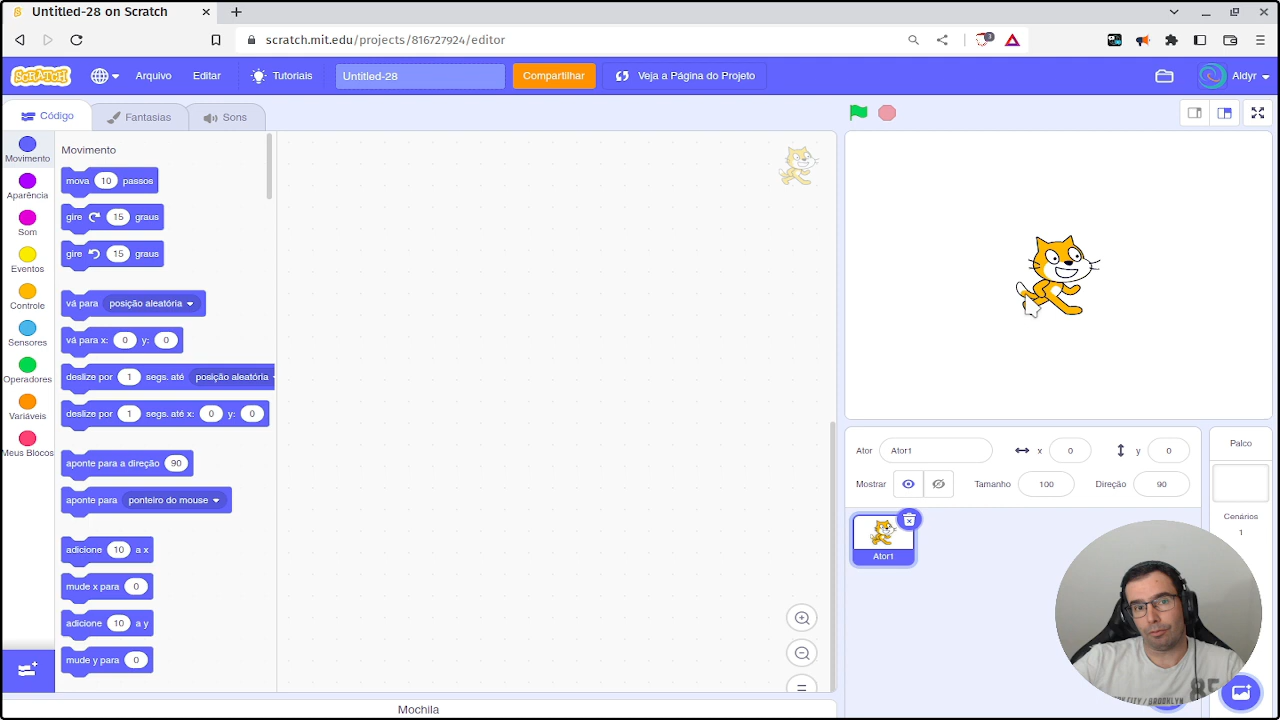 Untitled-28 on Scratch
scratch.mit.edu/projects/816727924/editor
3
SCRATCH
Arquivo
Editar
Tutoriais
Untitled-28
Compartilhar
Veja a Página do Projeto
Aldyr
Código
Fantasias
Sons
Movimento
Aparência
Som
Eventos
Controle
Sensores
Operadores
Variáveis
Meus Blocos
Movimento
mova 10 passos
gire 15 graus
gire 15 graus
vá para posição aleatória
vá para x: 0 y: 0
deslize por 1 segs. até posição aleatória
deslize por 1 segs. até x: 0 y: 0
aponte para a direção 90
aponte para ponteiro do mouse
adicione 10 a x
mude x para 0
adicione 10 a y
mude y para 0
Mochila
Ator Ator1 x 0 y 0
Mostrar Tamanho 100 Direção 90
Ator1
Palco
Cenários
1
CITY / BROOKLYN